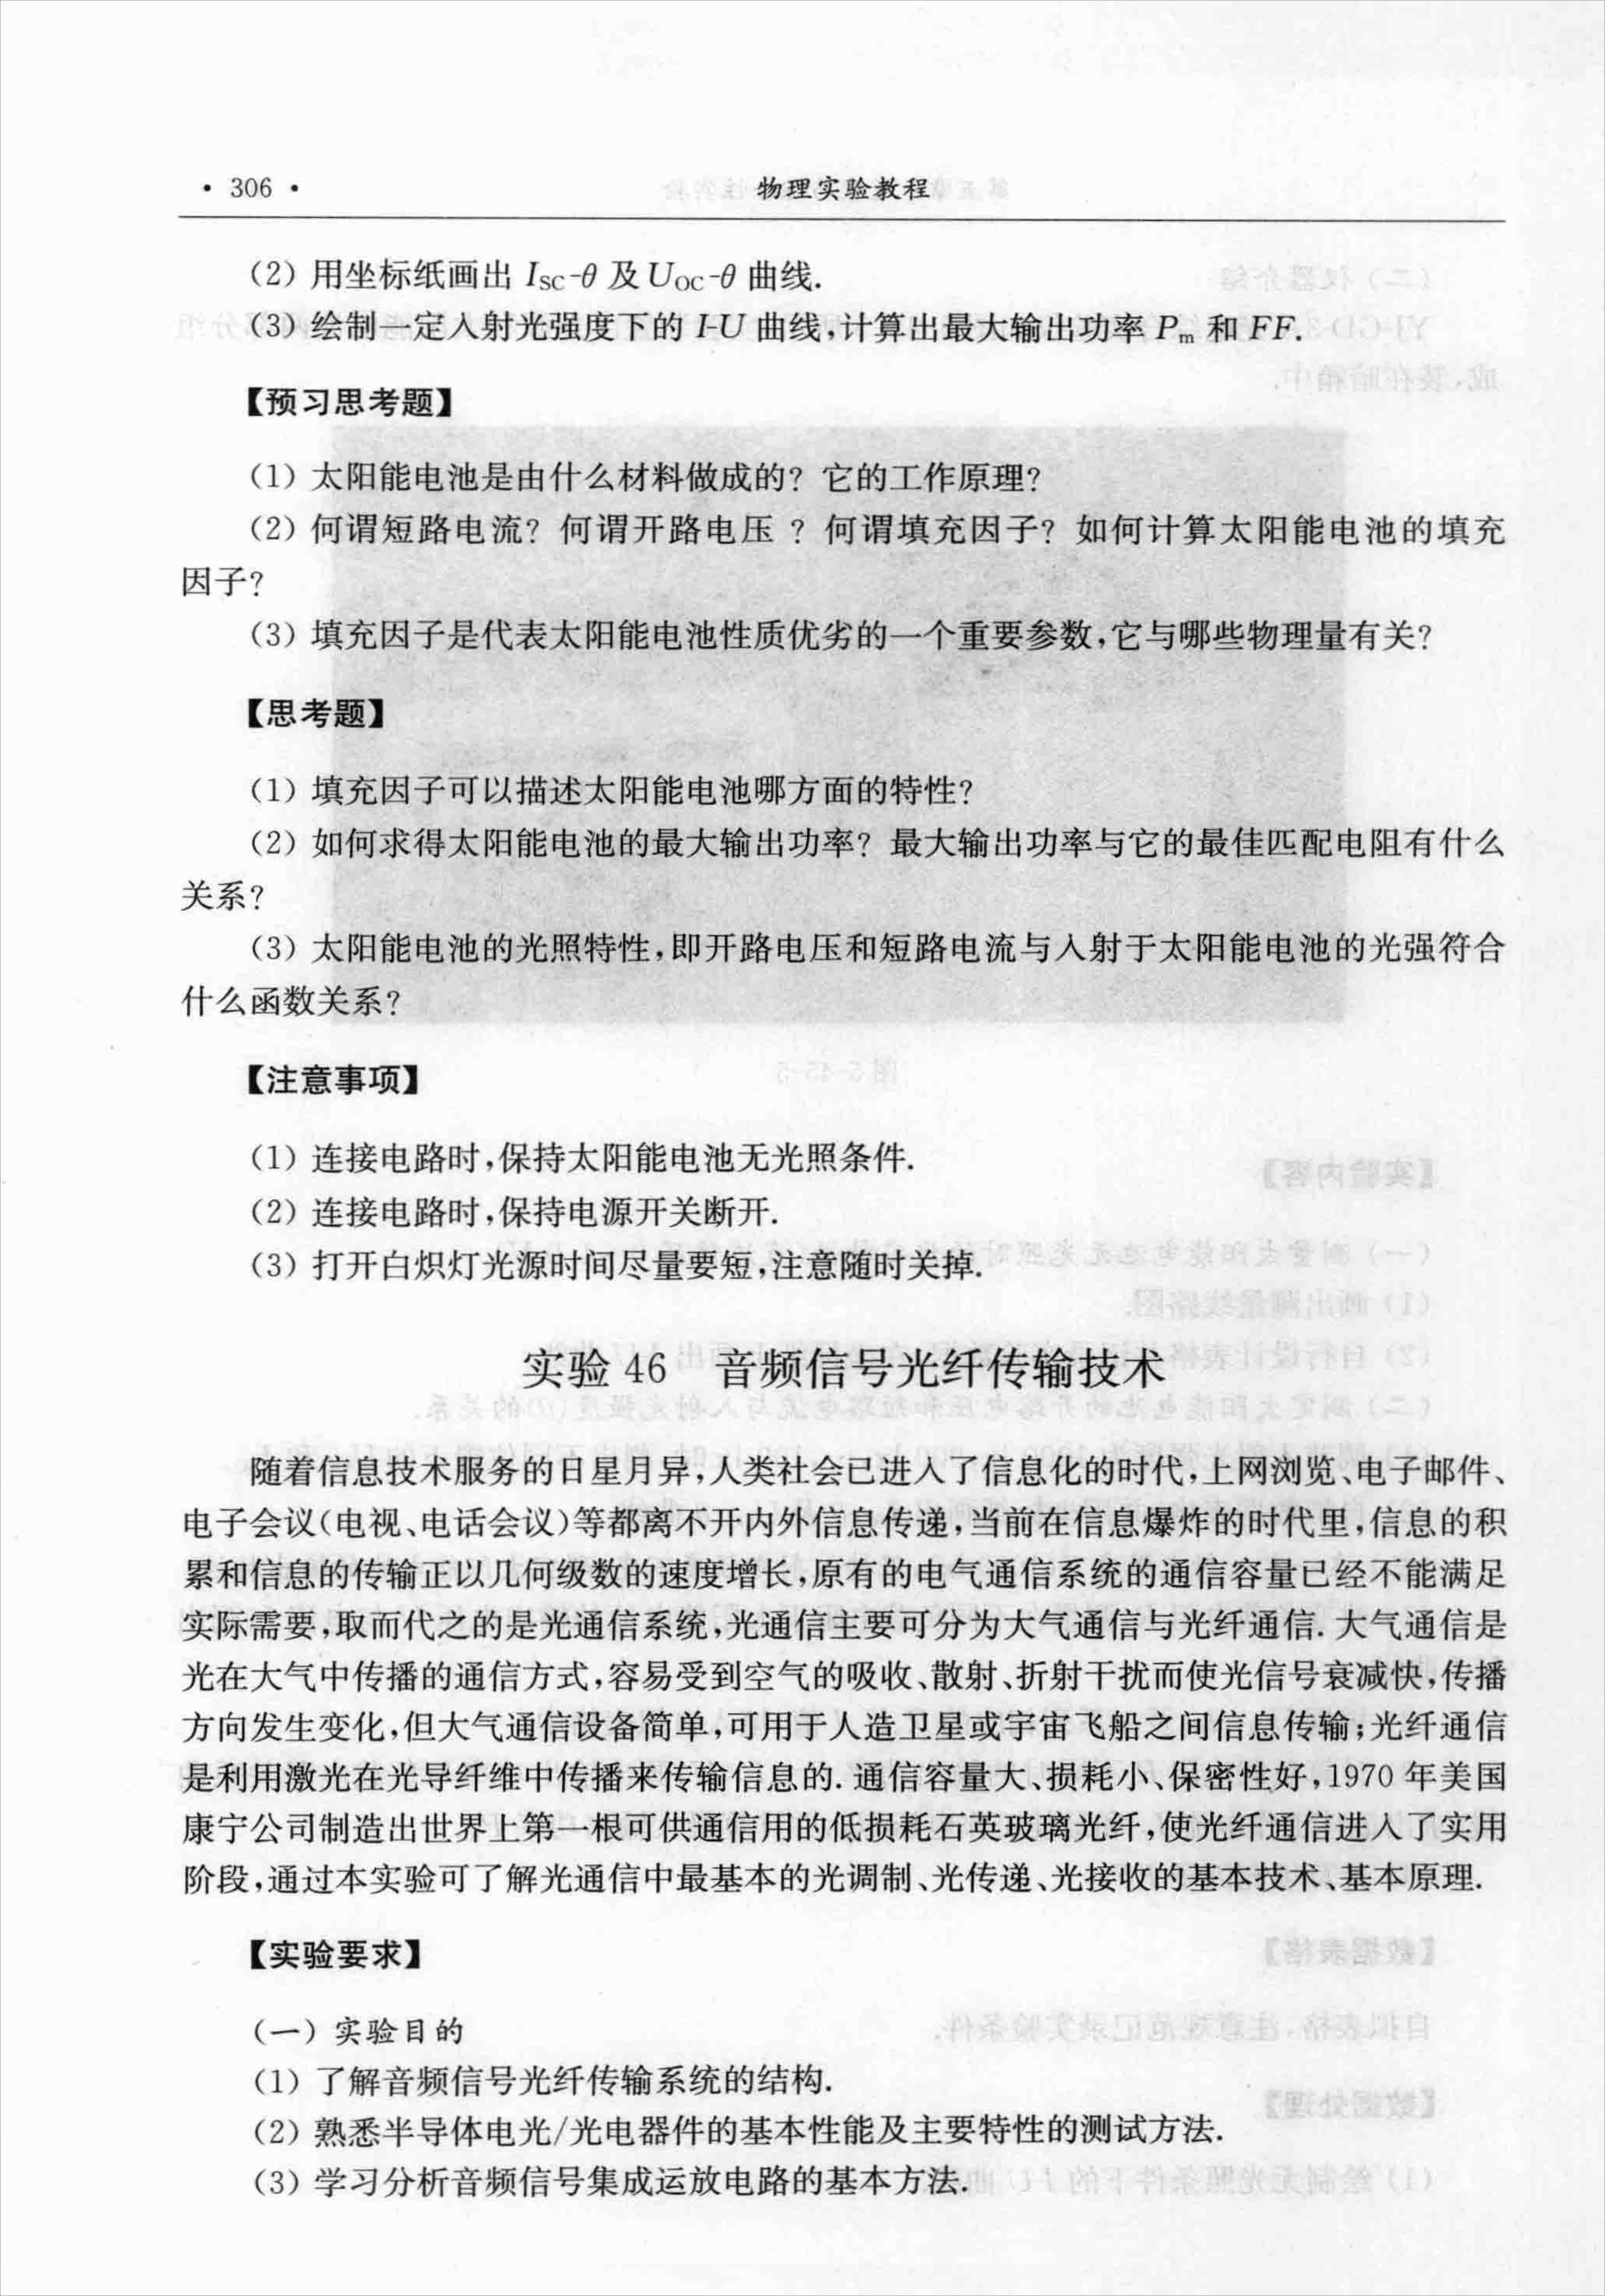 · 306 ·
物理实验教程
(2) 用坐标纸画出 I_SC-θ 及 U_OC-θ 曲线.
(3) 绘制一定入射光强度下的 I-U 曲线,计算出最大输出功率 P_m 和 FF.
【预习思考题】
(1) 太阳能电池是由什么材料做成的? 它的工作原理?
(2) 何谓短路电流? 何谓开路电压 ? 何谓填充因子? 如何计算太阳能电池的填充
因子?
(3) 填充因子是代表太阳能电池性质优劣的一个重要参数,它与哪些物理量有关?
【思考题】
(1) 填充因子可以描述太阳能电池哪方面的特性?
(2) 如何求得太阳能电池的最大输出功率? 最大输出功率与它的最佳匹配电阻有什么
关系?
(3) 太阳能电池的光照特性,即开路电压和短路电流与入射于太阳能电池的光强符合
什么函数关系?
【注意事项】
(1) 连接电路时,保持太阳能电池无光照条件.
(2) 连接电路时,保持电源开关断开.
(3) 打开白炽灯光源时间尽量要短,注意随时关掉.
实验 46 音频信号光纤传输技术
随着信息技术服务的日星月异,人类社会已进入了信息化的时代,上网浏览、电子邮件、
电子会议(电视、电话会议)等都离不开内外信息传递,当前在信息爆炸的时代里,信息的积
累和信息的传输正以几何级数的速度增长,原有的电气通信系统的通信容量已经不能满足
实际需要,取而代之的是光通信系统,光通信主要可分为大气通信与光纤通信. 大气通信是
光在大气中传播的通信方式,容易受到空气的吸收、散射、折射干扰而使光信号衰减快,传播
方向发生变化,但大气通信设备简单,可用于人造卫星或宇宙飞船之间信息传输;光纤通信
是利用激光在光导纤维中传播来传输信息的. 通信容量大、损耗小、保密性好,1970 年美国
康宁公司制造出世界上第一根可供通信用的低损耗石英玻璃光纤,使光纤通信进入了实用
阶段,通过本实验可了解光通信中最基本的光调制、光传递、光接收的基本技术、基本原理.
【实验要求】
(一) 实验目的
(1) 了解音频信号光纤传输系统的结构.
(2) 熟悉半导体电光/光电器件的基本性能及主要特性的测试方法.
(3) 学习分析音频信号集成运放电路的基本方法.